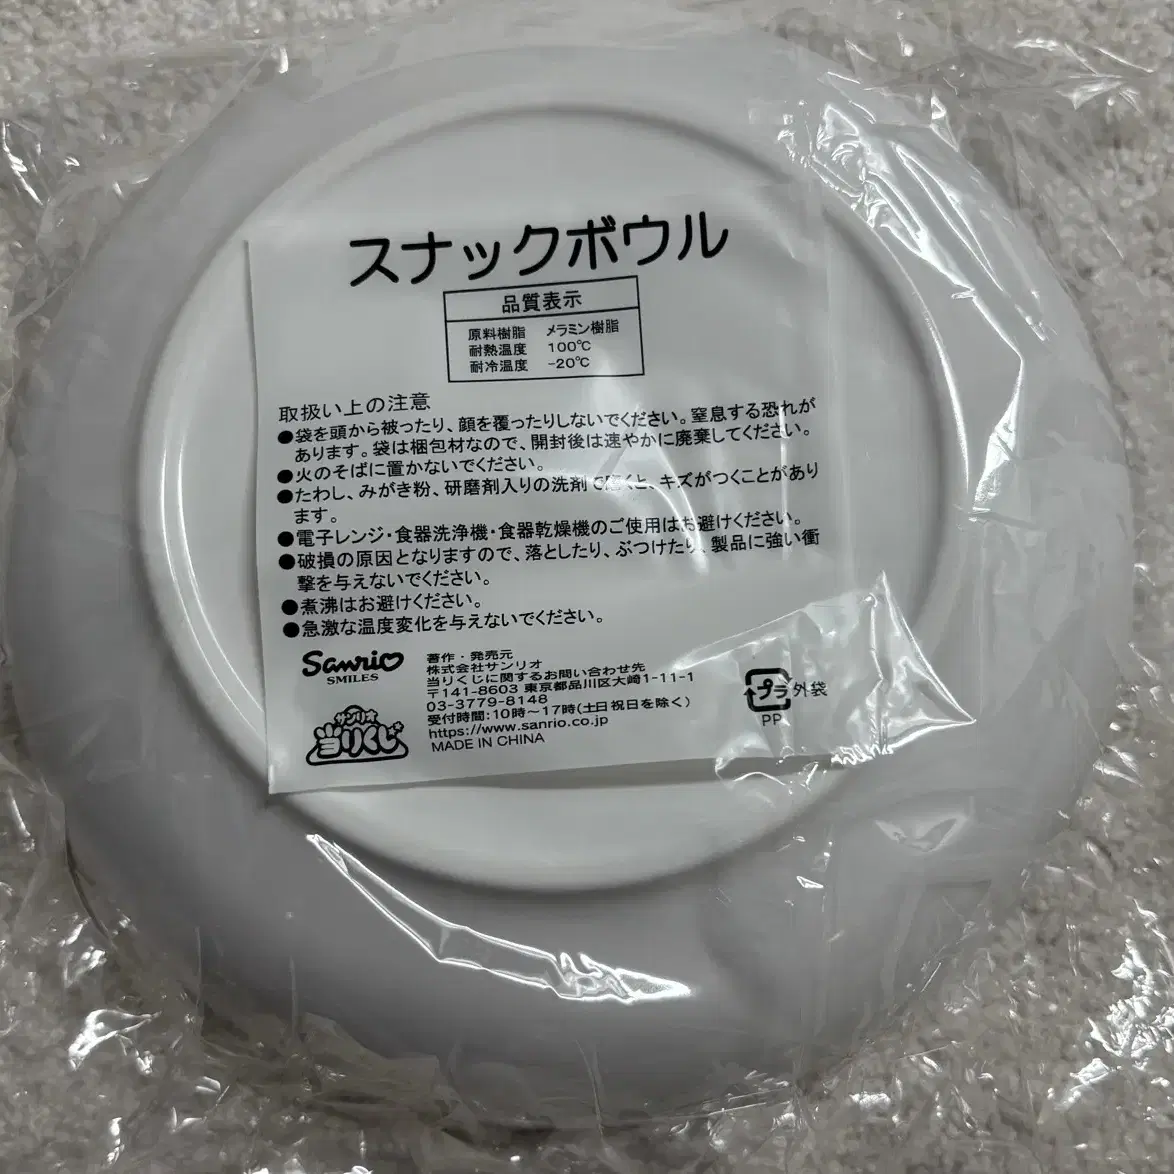 スナックボウル
品質表示
原料樹脂 メラミン樹脂
耐熱温度 100℃
耐冷温度 -20℃
取扱い上の注意
●袋を頭から被ったり、顔を覆ったりしないでください。窒息する恐れが
あります。袋は梱包材なので、開封後は速やかに廃棄してください。
●火のそばに置かないでください。
●たわし、みがき粉、研磨剤入りの洗剤で磨くと、キズがつくことがあり
ます。
●電子レンジ・食器洗浄機・食器乾燥機のご使用はお避けください。
●破損の原因となりますので、落としたり、ぶつけたり、製品に強い衝
撃を与えないでください。
●煮沸はお避けください。
●急激な温度変化を与えないでください。
Sanrio
SMILES
サンリオ
当りくじ
著作・発売元
株式会社サンリオ
当りくじに関するお問い合わせ先
〒141-8603 東京都品川区大崎1-11-1
03-3779-8148
受付時間:10時～17時(土日祝日を除く)
https://www.sanrio.co.jp
MADE IN CHINA
プラ 外袋
PP